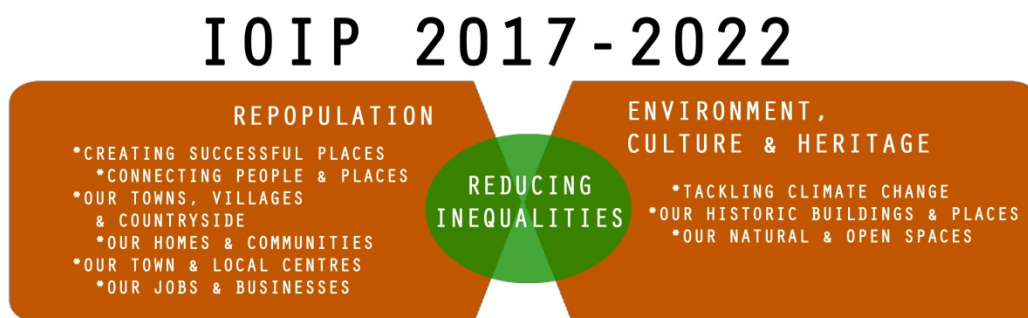 IOIP 2017-2022
REPOPULATION
*CREATING SUCCESSFUL PLACES
*CONNECTING PEOPLE & PLACES
*OUR TOWNS, VILLAGES
& COUNTRYSIDE
*OUR HOMES & COMMUNITIES
*OUR TOWN & LOCAL CENTRES
*OUR JOBS & BUSINESSES
REDUCING
INEQUALITIES
ENVIRONMENT,
CULTURE & HERITAGE
*TACKLING CLIMATE CHANGE
*OUR HISTORIC BUILDINGS & PLACES
*OUR NATURAL & OPEN SPACES